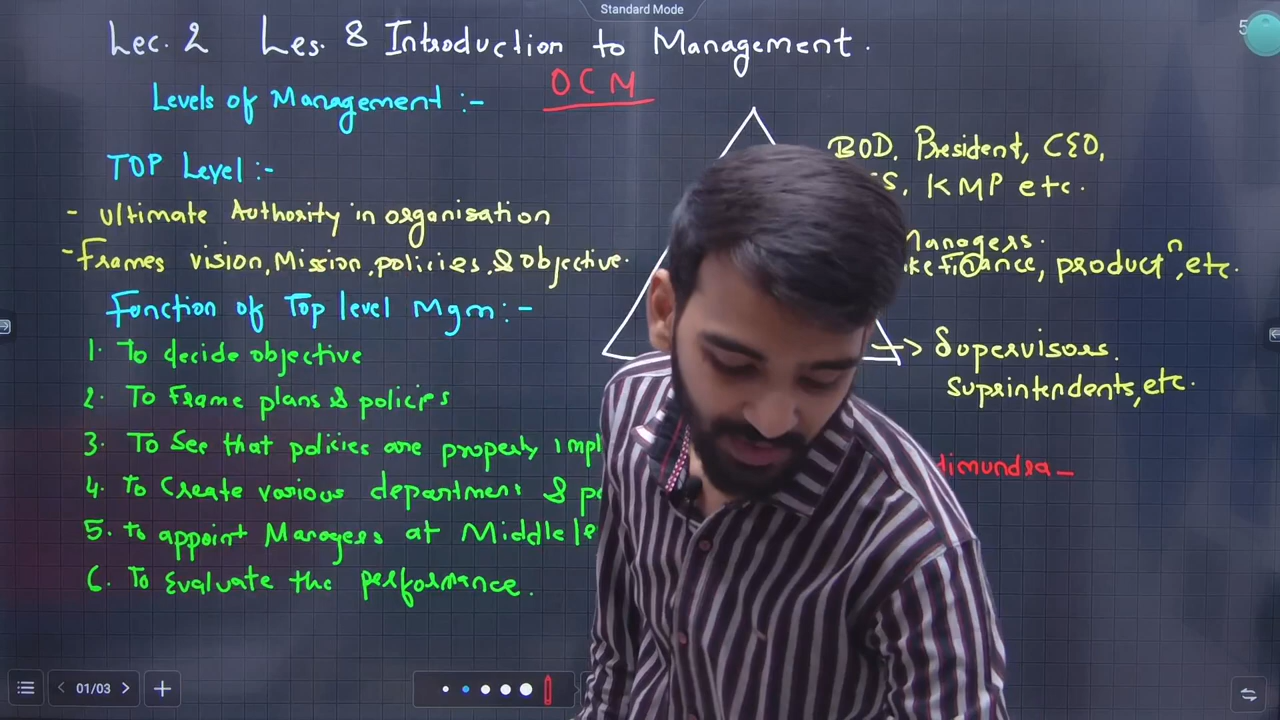 Standard Mode
Lec. 2 Les. 8 Introduction to Management.
OCM
Levels of Management :-
TOP Level :-
- Ultimate Authority in organisation
- Frames vision, Mission, policies, & objective.
Function of Top level Mgm :-
1. To decide objective
2. To Frame plans & policies
3. To See that policies are properly impl
4. To Create various department &
5. to appoint Managers at Middle le
6. To Evaluate the performance.
BOD. President, CEO,
KMP etc.
Managers.
productⁿ, etc.
→ Supervisors.
Suprintendents, etc.
01/03